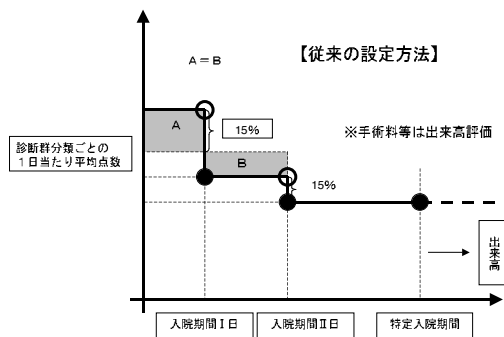 【従来の設定方法】
A=B
A
15%
※手術料等は出来高評価
診断群分類ごとの
1日当たり平均点数
B
15%
出来高
入院期間Ⅰ日
入院期間Ⅱ日
特定入院期間